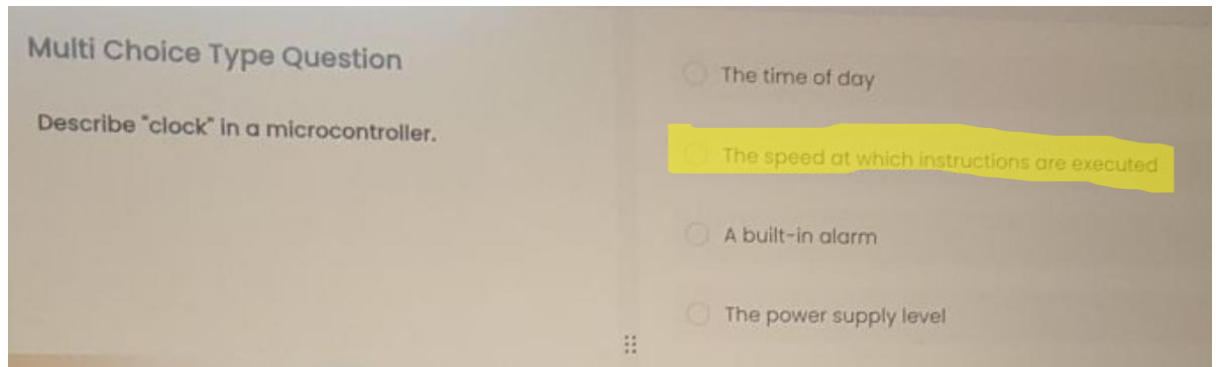 Multi Choice Type Question
Describe "clock" in a microcontroller.
The time of day
The speed at which instructions are executed
A built-in alarm
The power supply level